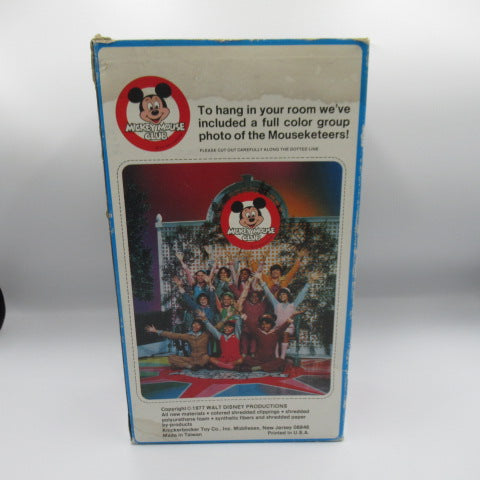 MICKEY MOUSE
CLUB
To hang in your room we've
included a full color group
photo of the Mouseketeers!
PLEASE CUT OUT CAREFULLY ALONG THE DOTTED LINE
MICKEY MOUSE
CLUB
Copyright © 1977 WALT DISNEY PRODUCTIONS
All new materials • colored shredded clippings • shredded
polyurethane foam • synthetic fibers and shredded paper
by products
Knickerbocker Toy Co., Inc. Middlesex, New Jersey 08846
Made in Taiwan
Printed in U.S.A.